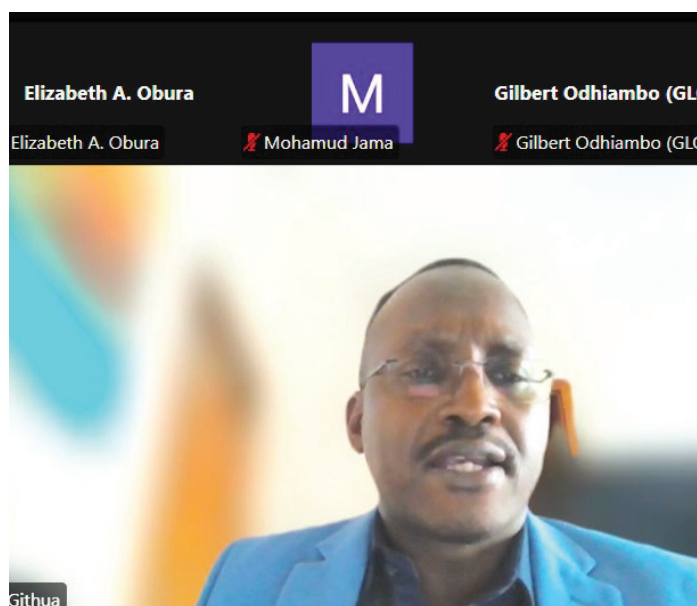 Elizabeth A. Obura
M
Gilbert Odhiambo (GL
Elizabeth A. Obura
Mohamud Jama
Gilbert Odhiambo (GL
Githua